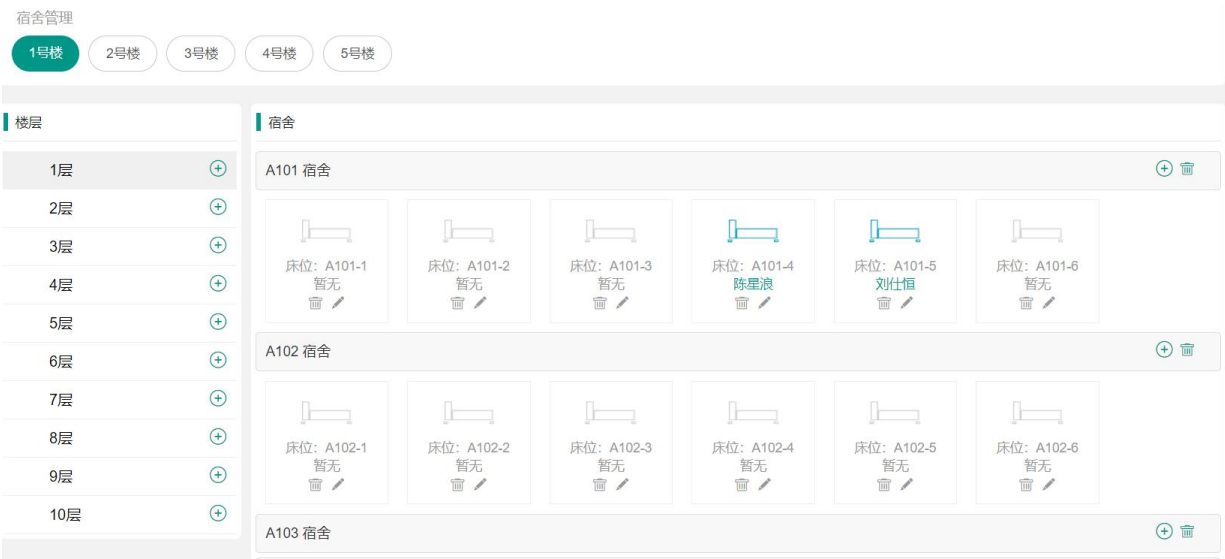 宿舍管理
1号楼 2号楼 3号楼 4号楼 5号楼
楼层
1层
2层
3层
4层
5层
6层
7层
8层
9层
10层
宿舍
A101 宿舍
床位：A101-1 床位：A101-2 床位：A101-3 床位：A101-4 床位：A101-5 床位：A101-6
暂无 暂无 暂无 陈星浪 刘仕恒 暂无
A102 宿舍
床位：A102-1 床位：A102-2 床位：A102-3 床位：A102-4 床位：A102-5 床位：A102-6
暂无 暂无 暂无 暂无 暂无 暂无
A103 宿舍